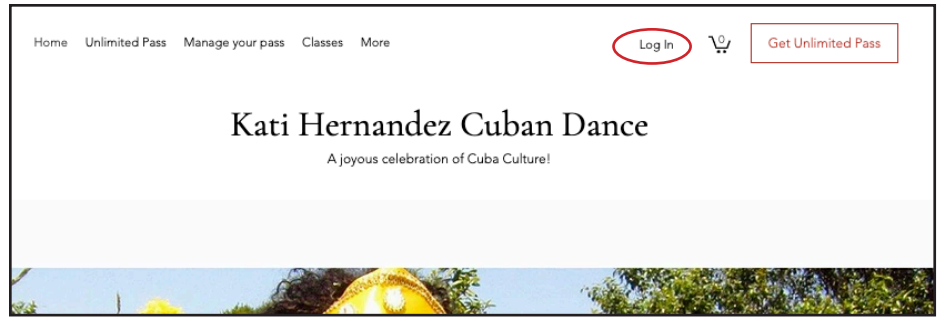 Home Unlimited Pass Manage your pass Classes More Log In 0 Get Unlimited Pass
Kati Hernandez Cuban Dance
A joyous celebration of Cuba Culture!